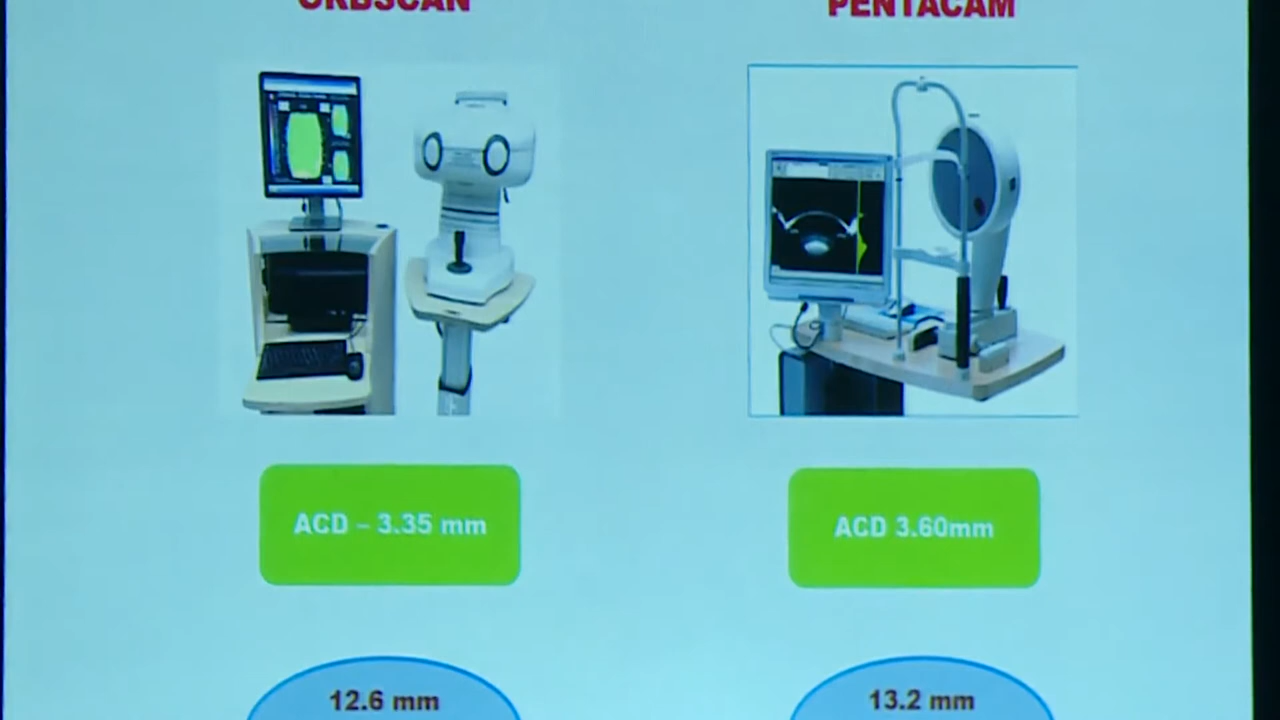 ORBSCAN
PENTACAM
ACD – 3.35 mm
ACD 3.60mm
12.6 mm
13.2 mm